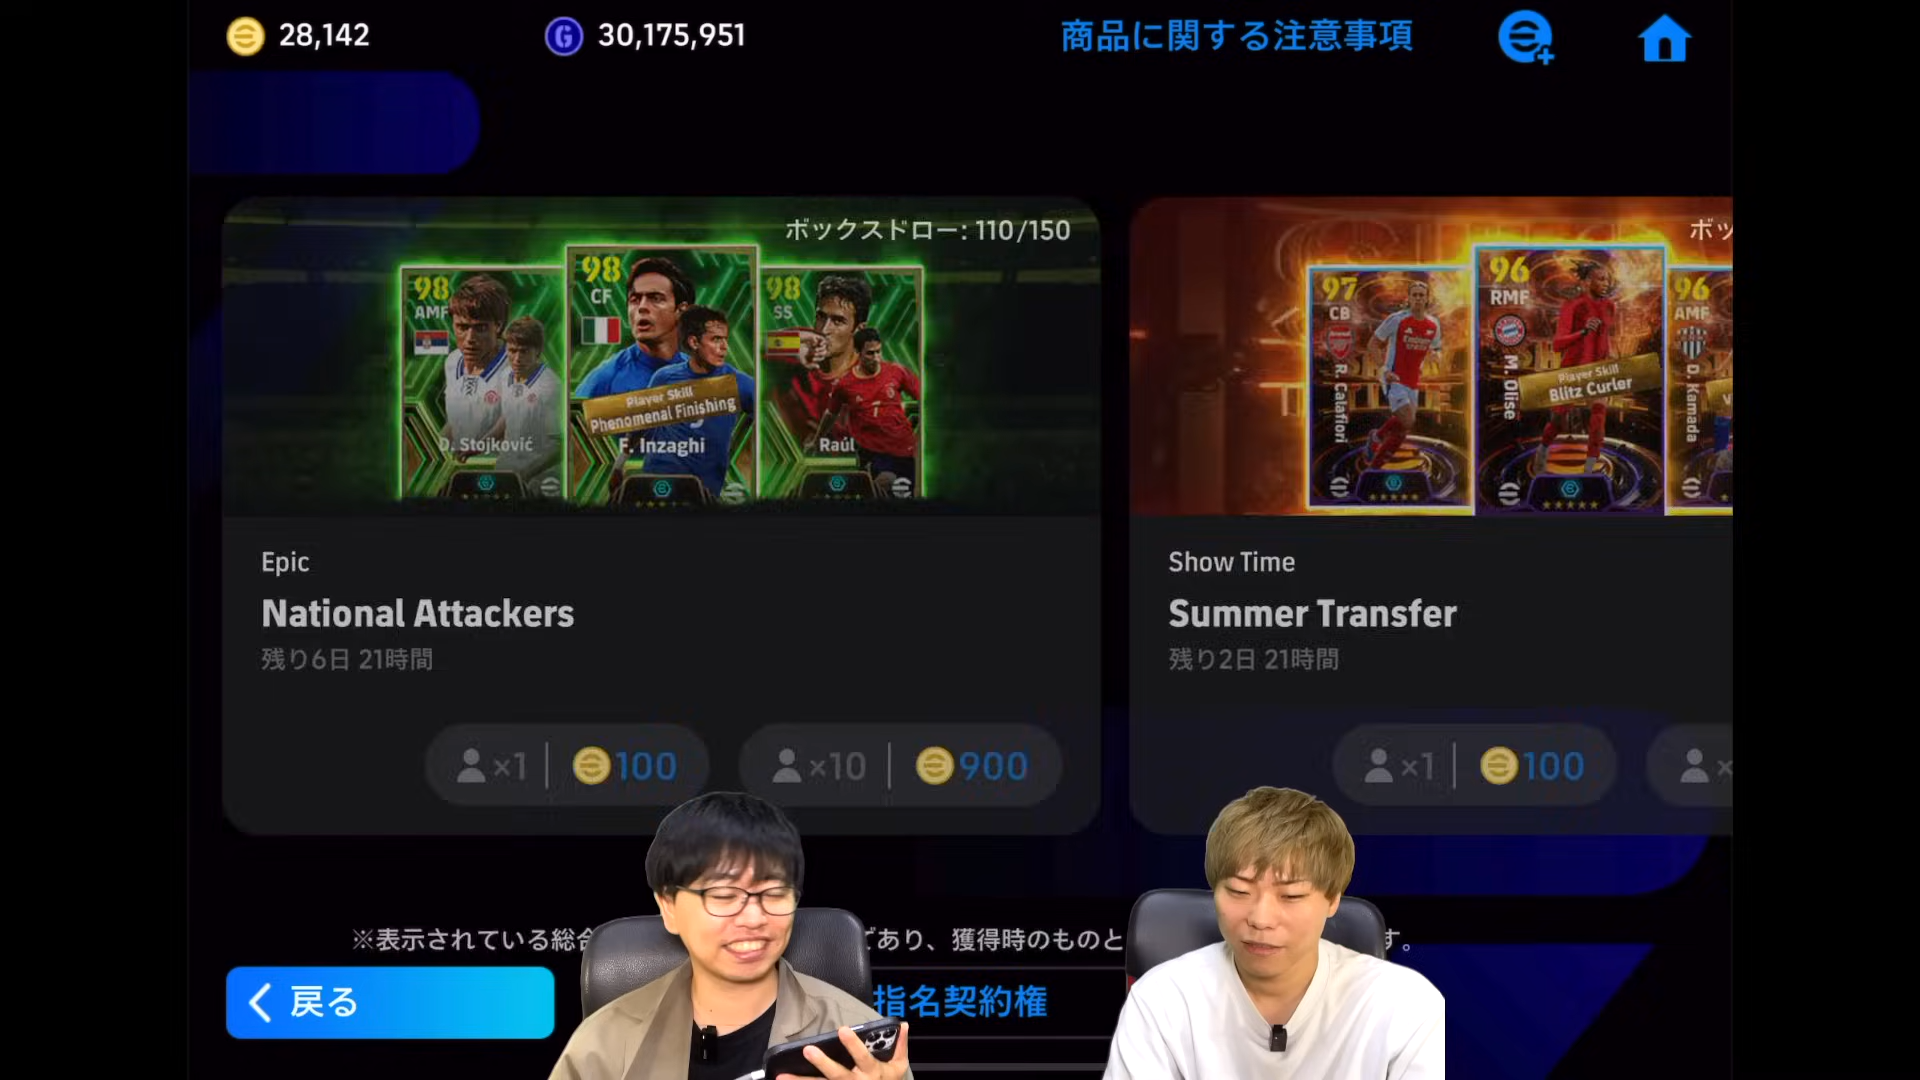 28,142
30,175,951
商品に関する注意事項
ボックスドロー: 110/150
98
AMF
D. Stojković
98
CF
Player Skill
Phenomenal Finishing
F. Inzaghi
98
SS
Raúl
Epic
National Attackers
残り6日 21時間
×1
100
×10
900
ボッ
97
CB
R. Calafiori
96
RMF
M. Olise
Player Skill
Blitz Curler
96
AMF
D. Kamada
Show Time
Summer Transfer
残り2日 21時間
×1
100
×
※表示されている総合
であり、獲得時のものと
す。
戻る
指名契約権